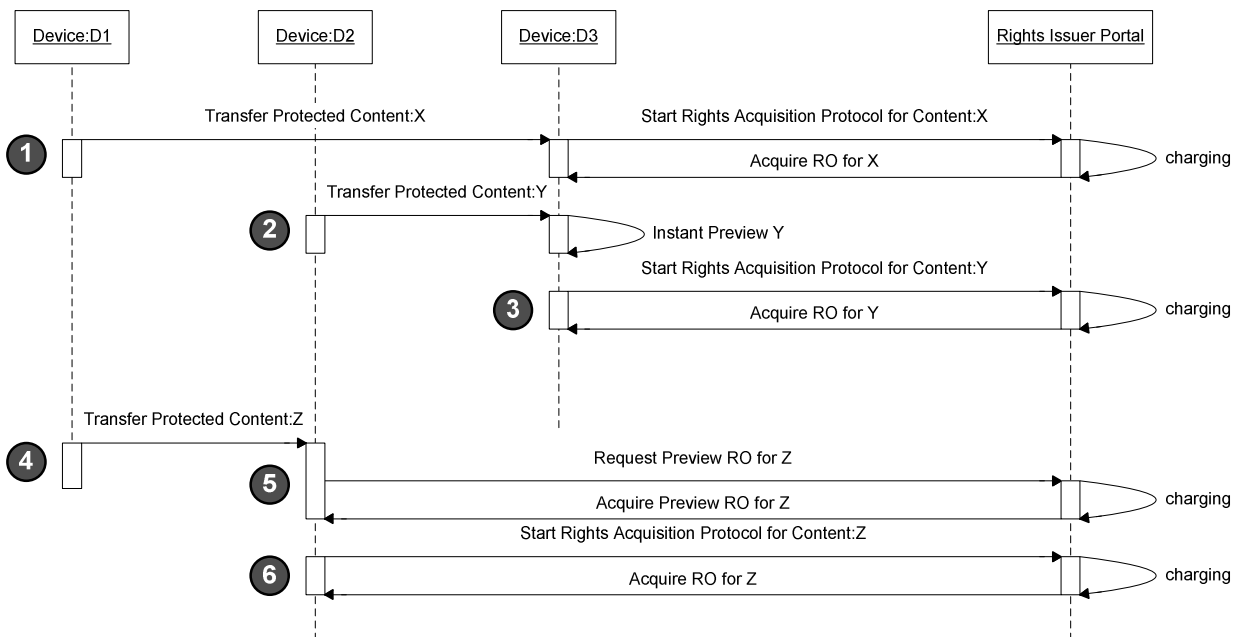 Device:D1
Device:D2
Device:D3
Rights Issuer Portal
Transfer Protected Content:X
Start Rights Acquisition Protocol for Content:X
1
Acquire RO for X
charging
Transfer Protected Content:Y
2
Instant Preview Y
Start Rights Acquisition Protocol for Content:Y
3
Acquire RO for Y
charging
Transfer Protected Content:Z
4
Request Preview RO for Z
5
Acquire Preview RO for Z
charging
Start Rights Acquisition Protocol for Content:Z
6
Acquire RO for Z
charging